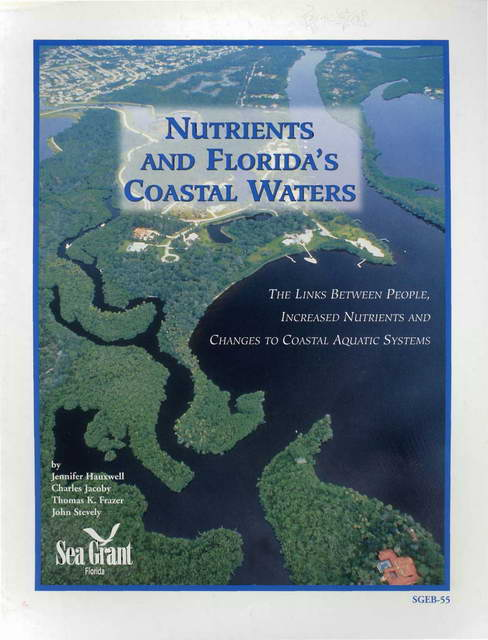 NUTRIENTS
AND FLORIDA'S
COASTAL WATERS
THE LINKS BETWEEN PEOPLE,
INCREASED NUTRIENTS AND
CHANGES TO COASTAL AQUATIC SYSTEMS
by
Jennifer Hauxwell
Charles Jacoby
Thomas K. Frazer
John Stevely
Sea Grant
Florida
SGEB-55